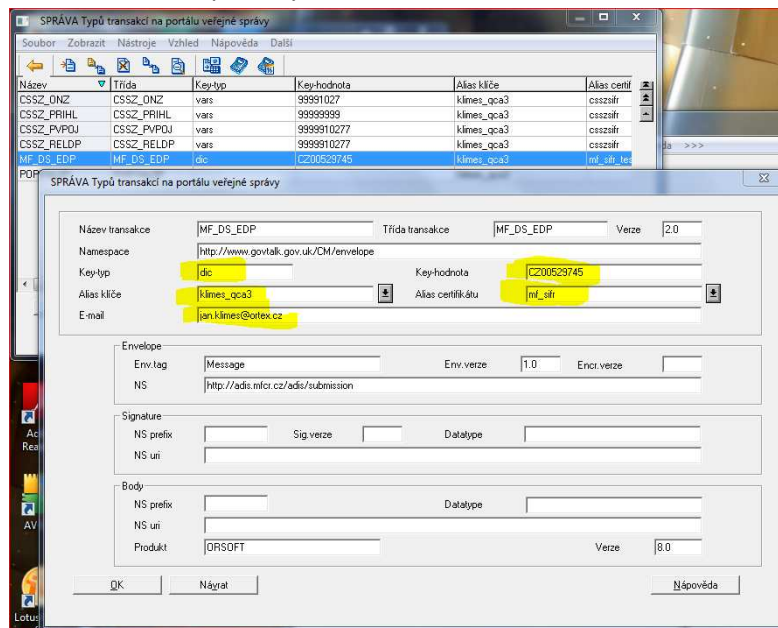 SPRÁVA Typů transakcí na portálu veřejné správy
Soubor Zobrazit Nástroje Vzhled Nápověda Další
Název Třída Key-typ Key-hodnota Alias klíče Alias certif
CSSZ_ONZ CSSZ_ONZ vars 99991027 klimes_qca3 csszsifr
CSSZ_PRIHL CSSZ_PRIHL vars 99999999 klimes_qca3 csszsifr
CSSZ_PVPOJ CSSZ_PVPOJ vars 9999910277 klimes_qca3 csszsifr
CSSZ_RELDP CSSZ_RELDP vars 9999910277 klimes_qca3 csszsifr
MF_DS_EDP MF_DS_EDP dic CZ00529745 klimes_qca3 mf_sifr_tes
da >>>
POP
SPRÁVA Typů transakcí na portálu veřejné správy
Název transakce MF_DS_EDP Třída transakce MF_DS_EDP Verze 2.0
Namespace http://www.govtalk.gov.uk/CM/envelope
Key-typ dic Key-hodnota CZ00529745
Alias klíče klimes_qca3 Alias certifikátu mf_sifr
E-mail jan.klimes@ortex.cz
Envelope
Env.tag Message Env.verze 1.0 Encr.verze
NS http://adis.mfcr.cz/adis/submission
Signature
NS prefix Sig.verze Datatype
NS uri
Body
NS prefix Datatype
NS uri
Produkt ORSOFT Verze 8.0
OK Návrat Nápověda
Ac
Rea
AV
Lotus